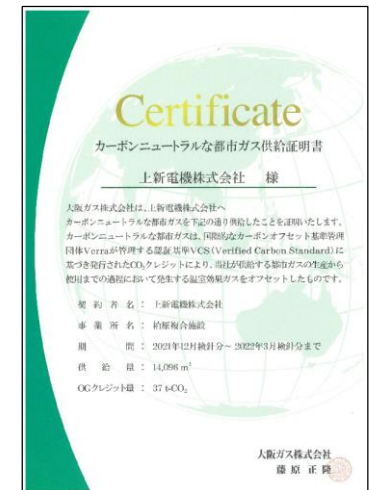 Certificate
カーボンニュートラルな都市ガス供給証明書
上新電機株式会社 様
大阪ガス株式会社は、上新電機株式会社へ
カーボンニュートラルな都市ガスを下記の通り供給したことを証明いたします。
カーボンニュートラルな都市ガスは、国際的なカーボンオフセット基準管理
団体Verraが管理する認証基準VCS(Verified Carbon Standard)に
基づき発行されたCO₂クレジットにより、当社が供給する都市ガスの生産から
使用までの過程において発生する温室効果ガスをオフセットしたものです。
契約者名：上新電機株式会社
事業所名：柏原複合施設
期間：2021年12月検針分～2022年3月検針分まで
供給量：14,096 m³
OGクレジット量：37 t-CO₂
大阪ガス株式会社
藤原 正隆